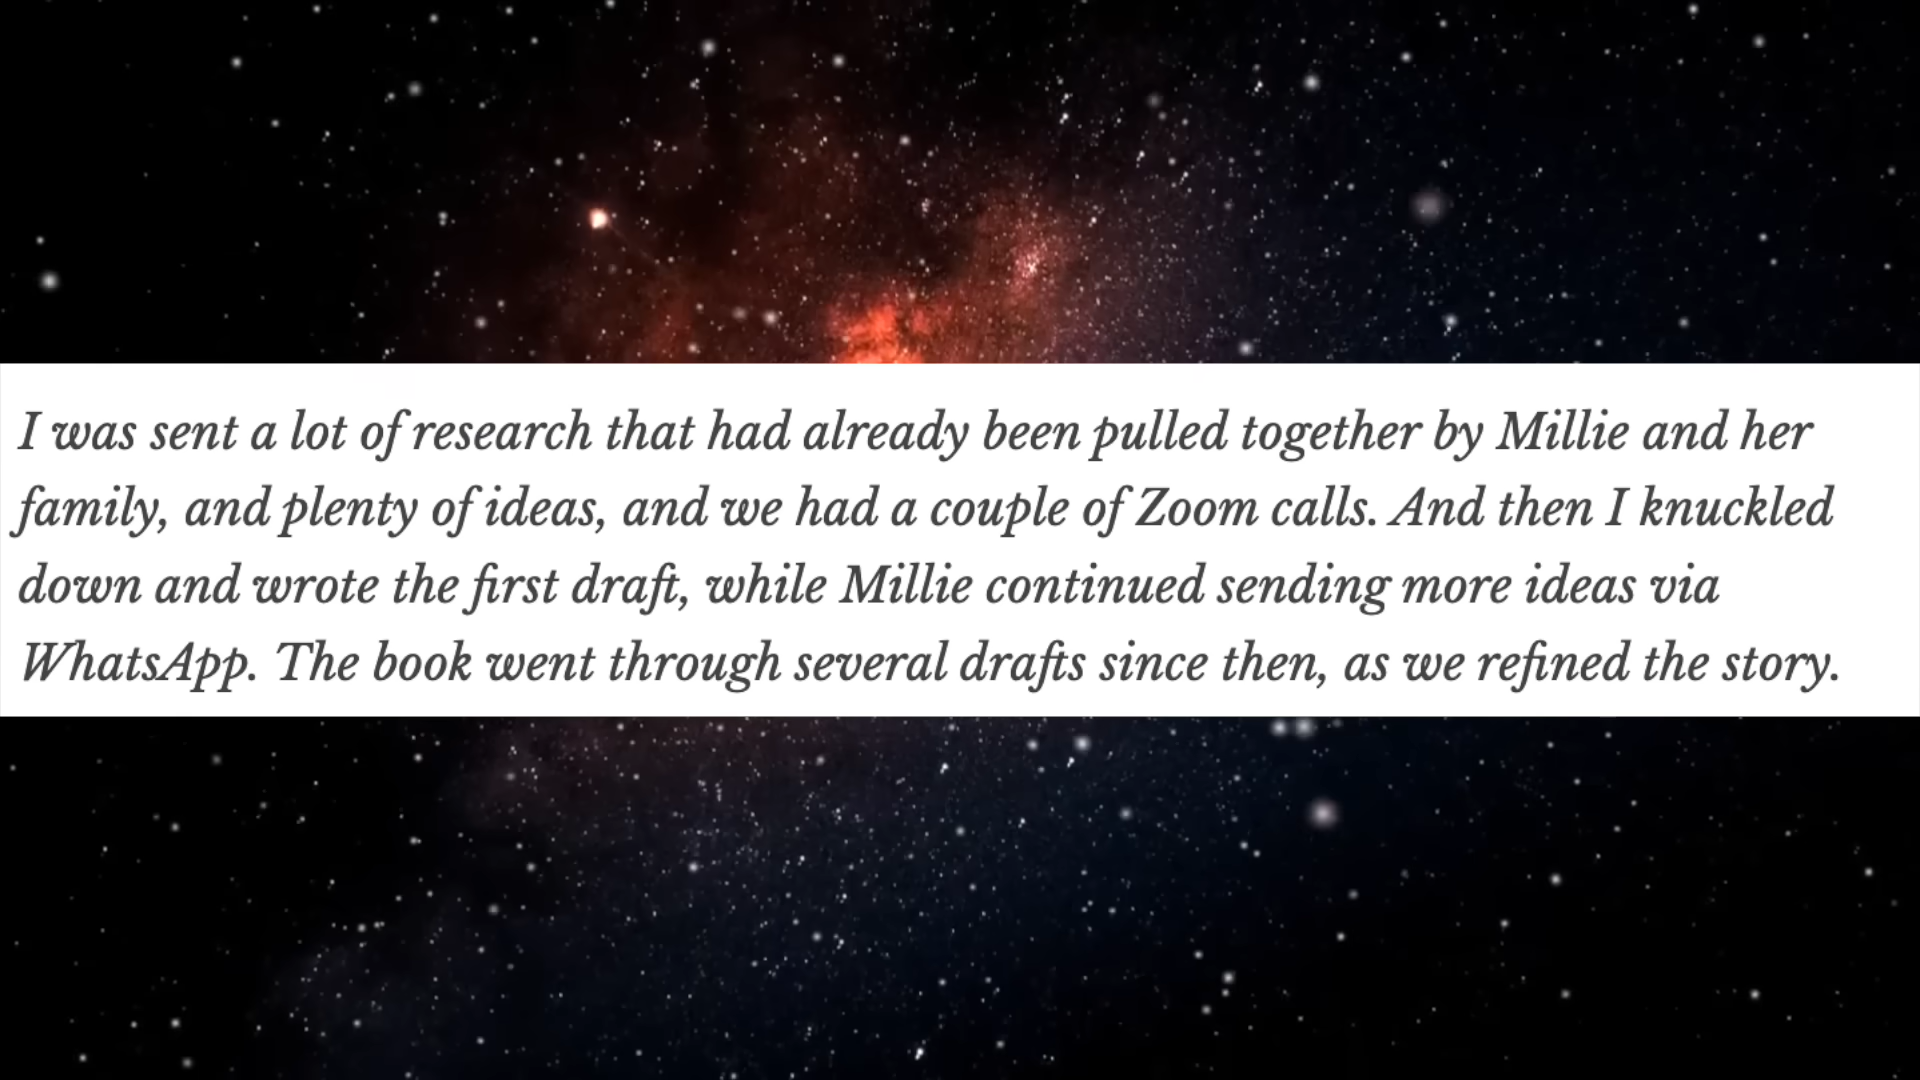 I was sent a lot of research that had already been pulled together by Millie and her
family, and plenty of ideas, and we had a couple of Zoom calls. And then I knuckled
down and wrote the first draft, while Millie continued sending more ideas via
WhatsApp. The book went through several drafts since then, as we refined the story.